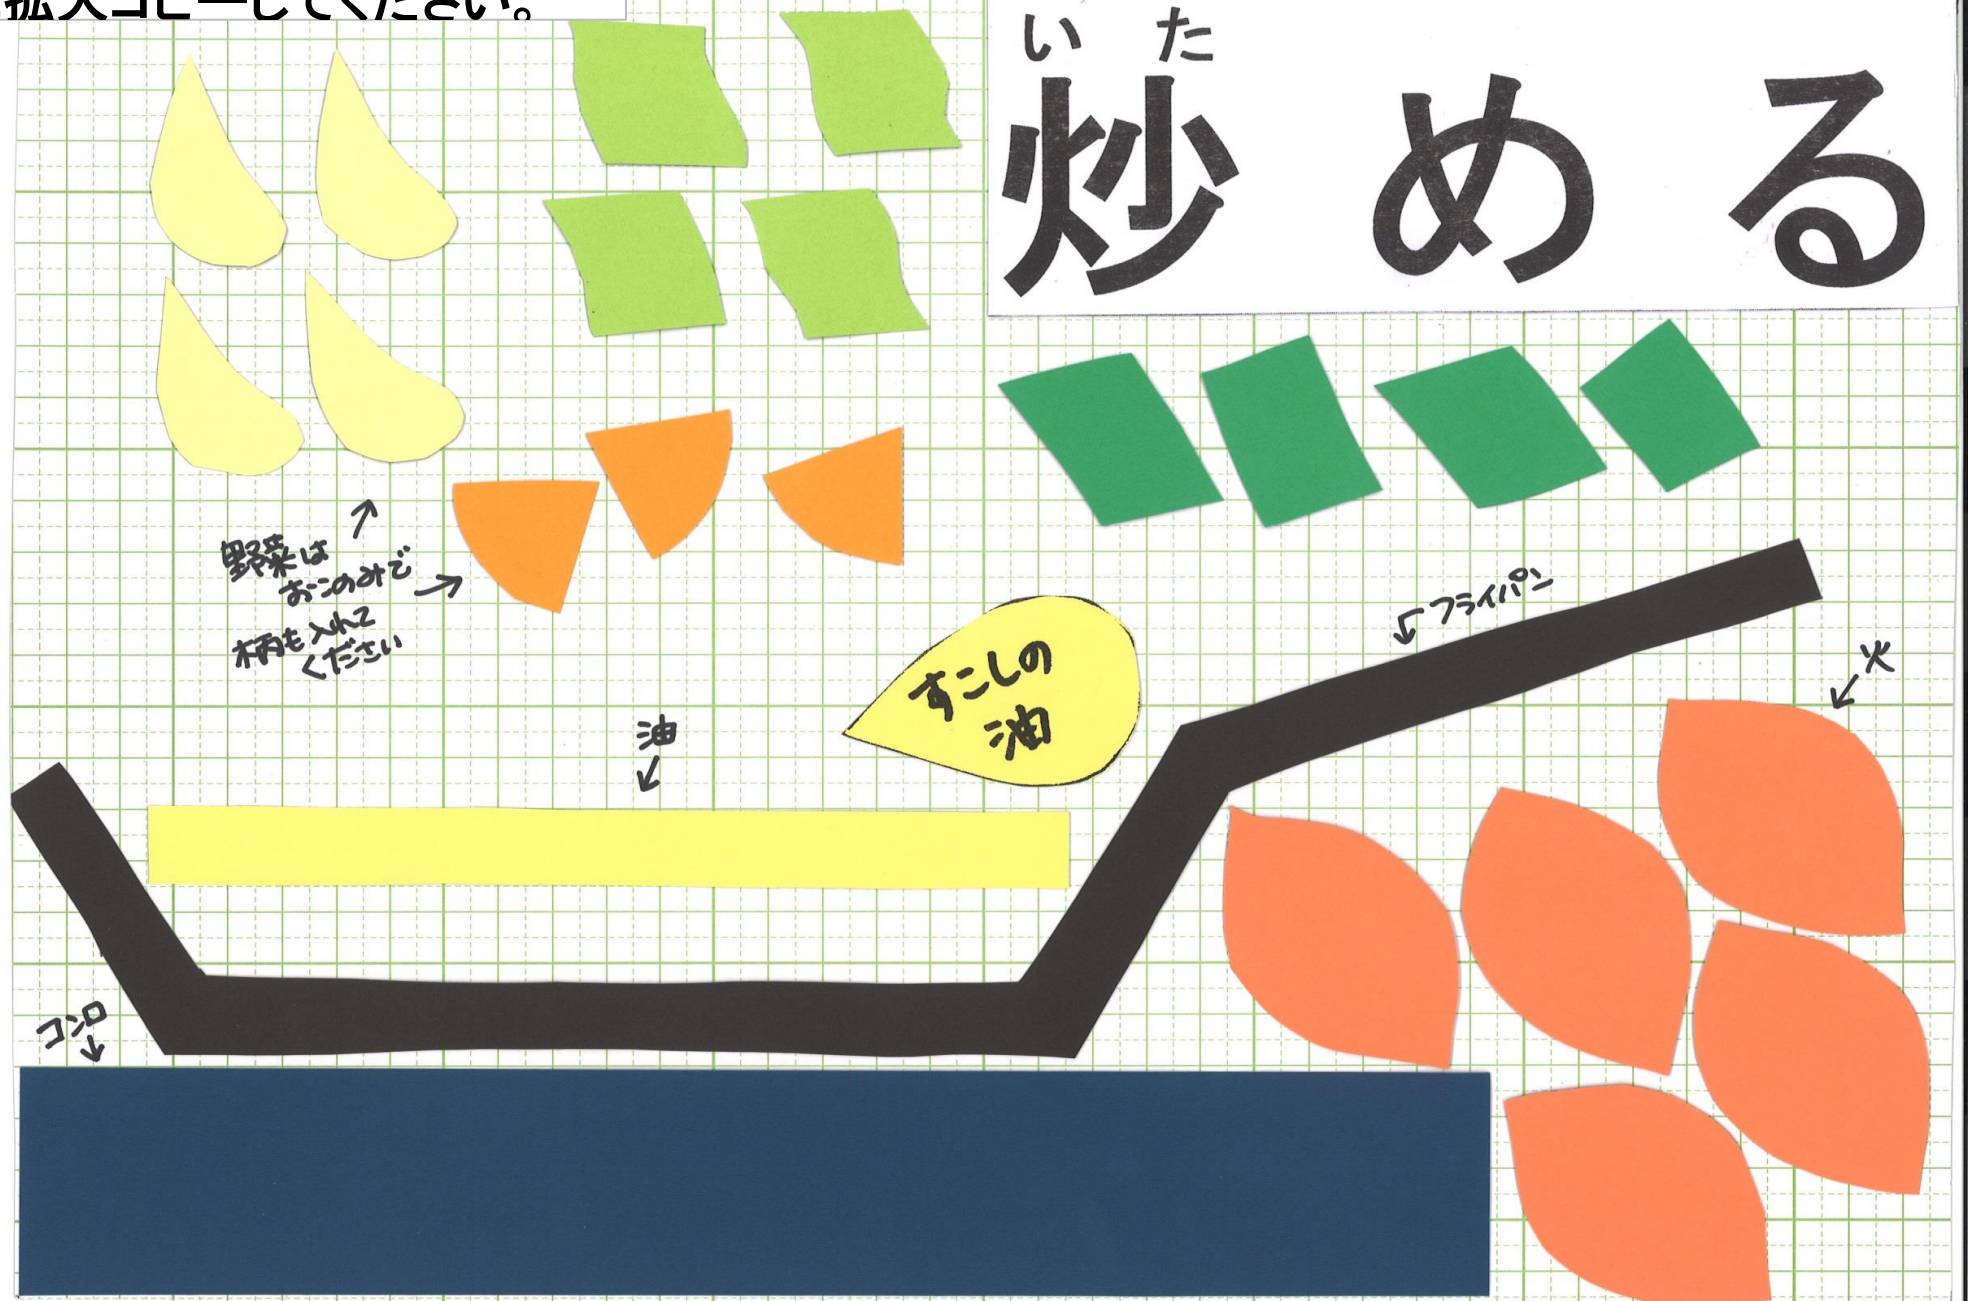 拡大コピーしてください。
いた
炒める
野菜は
おこのみで
柄も入れて
ください
すこしの
油
フライパン
火
油
コンロ